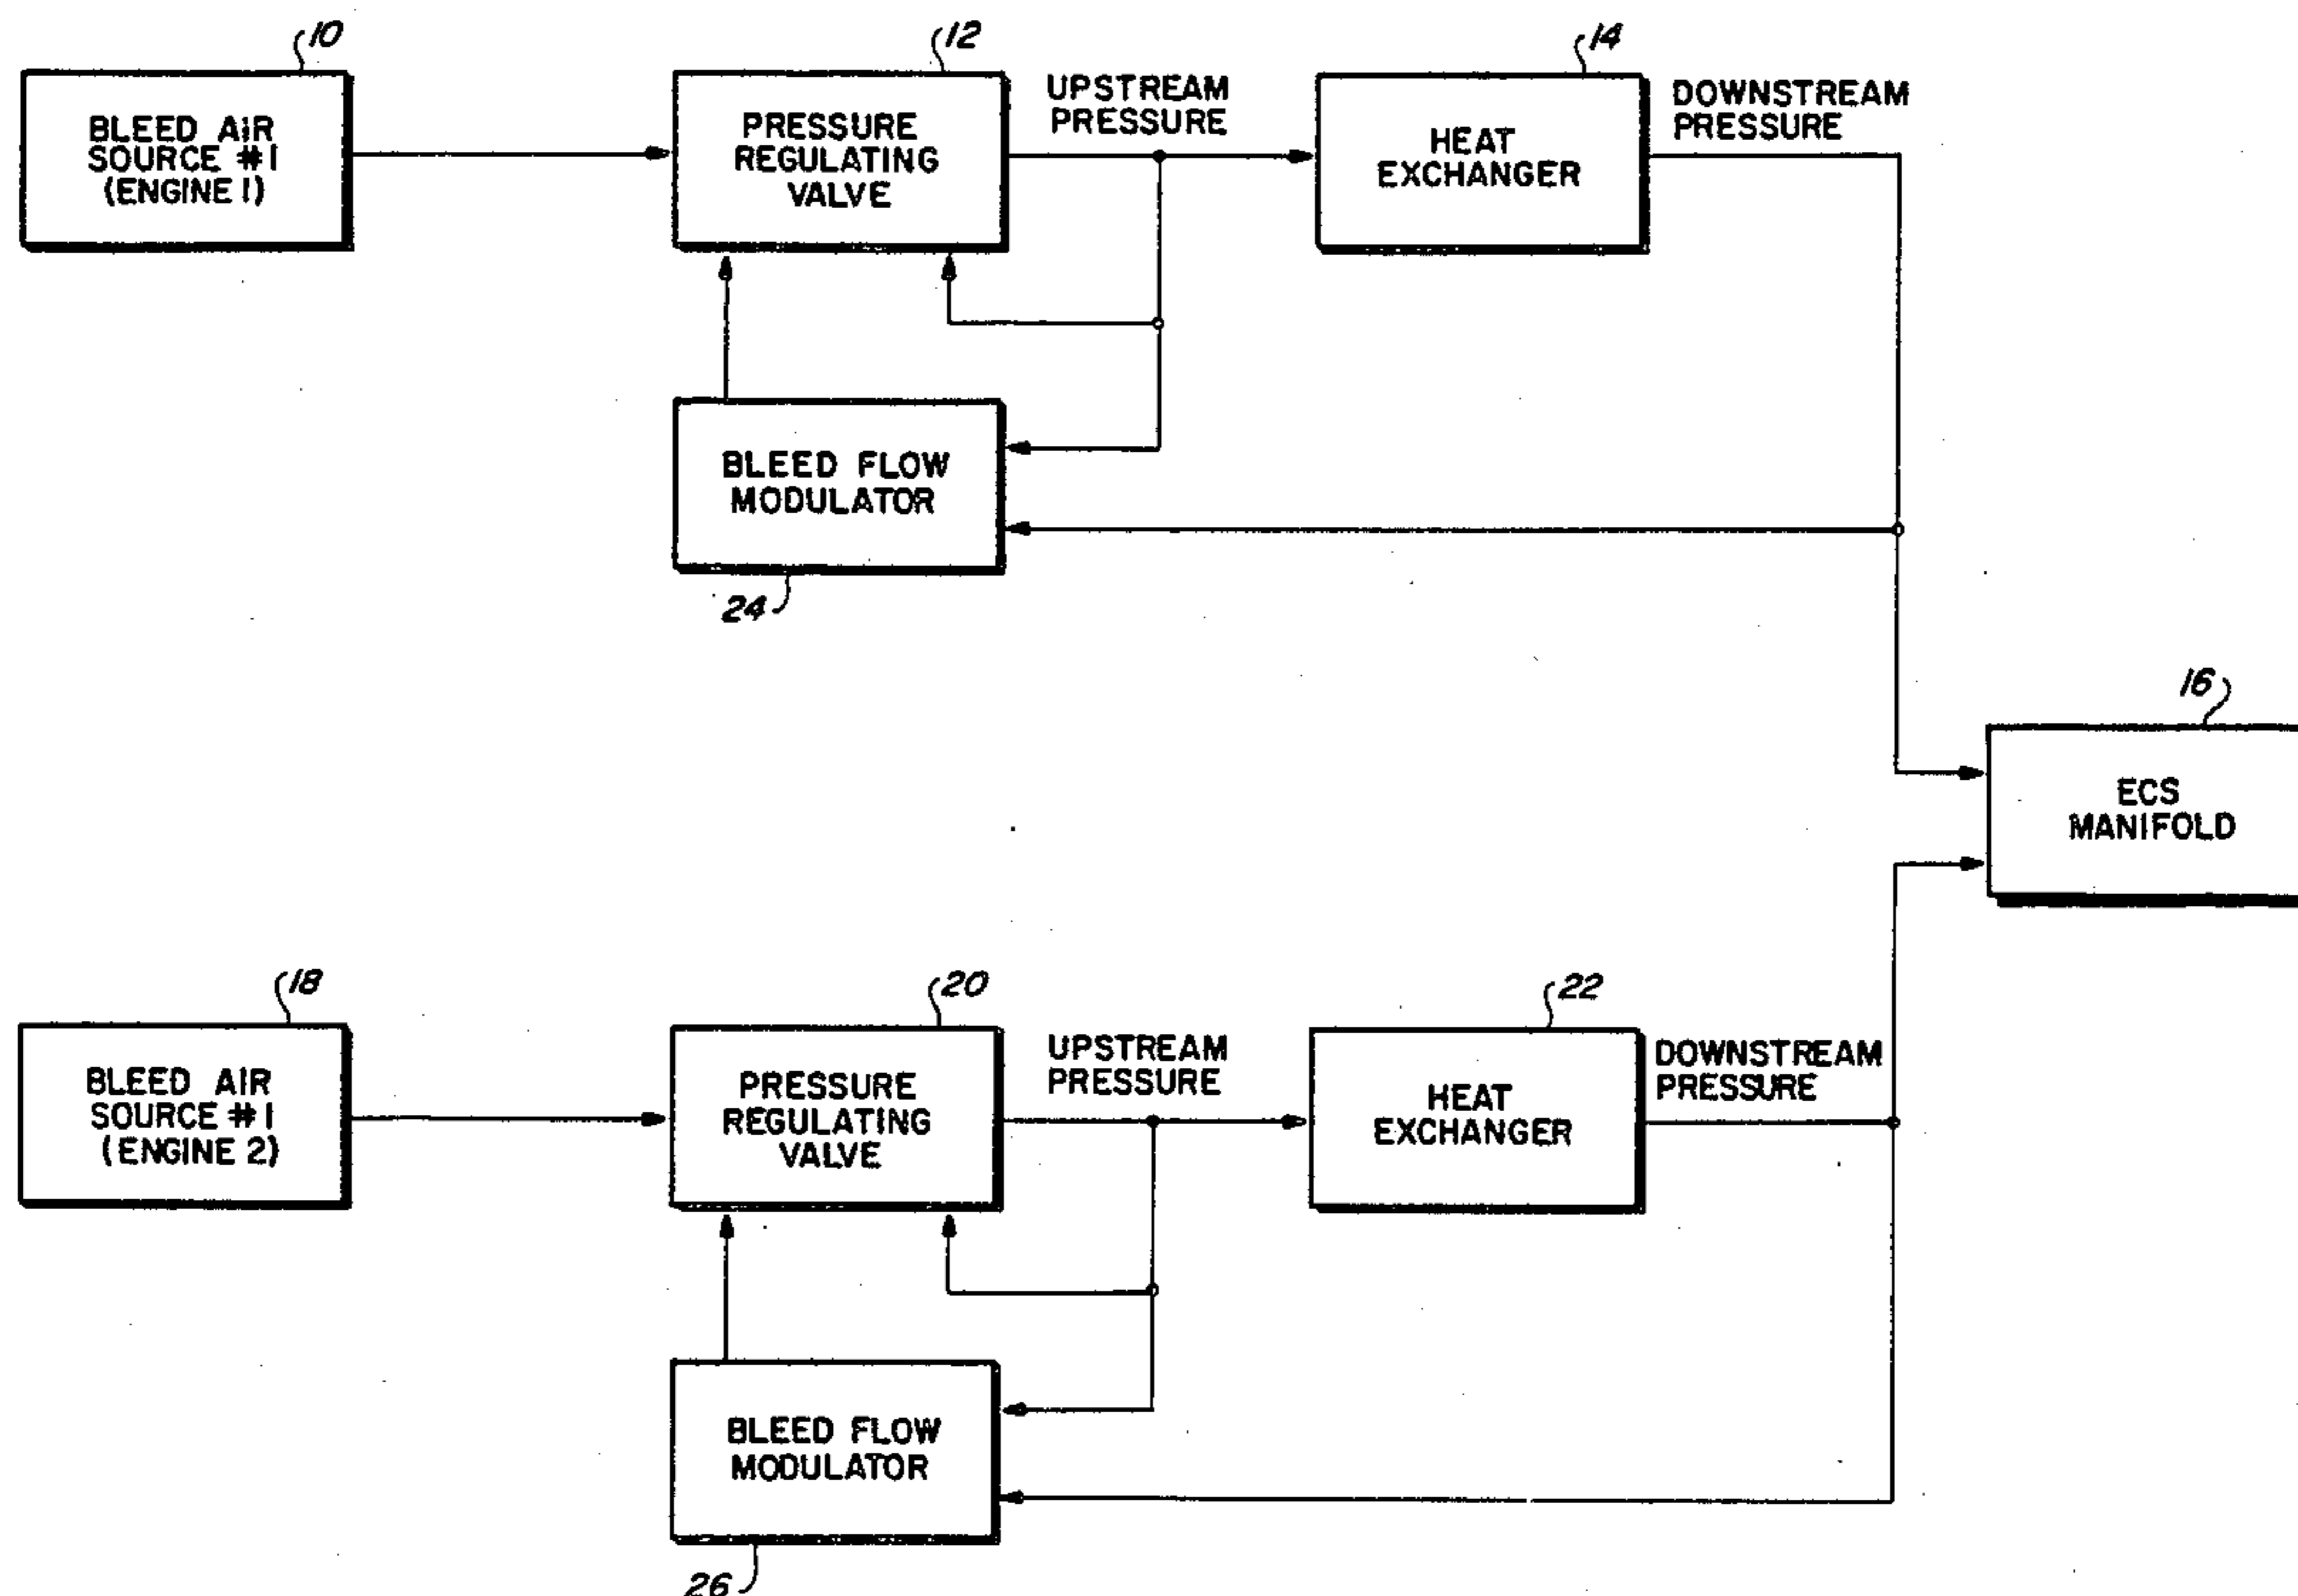 10
BLEED AIR
SOURCE #1
(ENGINE 1)
12
PRESSURE
REGULATING
VALVE
UPSTREAM
PRESSURE
14
HEAT
EXCHANGER
DOWNSTREAM
PRESSURE
BLEED FLOW
MODULATOR
24
16
ECS
MANIFOLD
18
BLEED AIR
SOURCE #1
(ENGINE 2)
20
PRESSURE
REGULATING
VALVE
UPSTREAM
PRESSURE
22
HEAT
EXCHANGER
DOWNSTREAM
PRESSURE
BLEED FLOW
MODULATOR
26